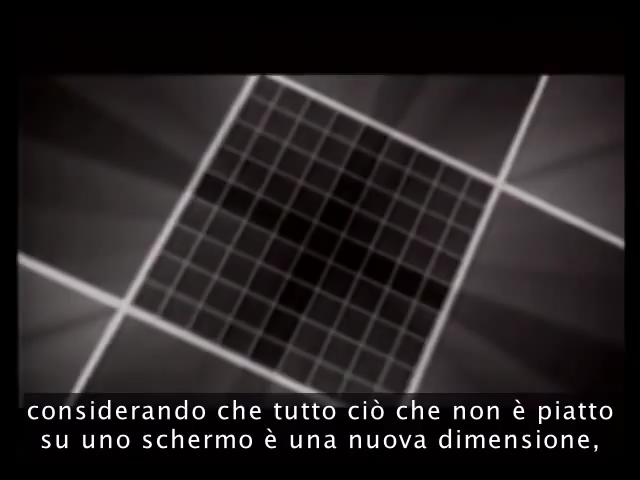 considerando che tutto ciò che non è piatto
su uno schermo è una nuova dimensione,